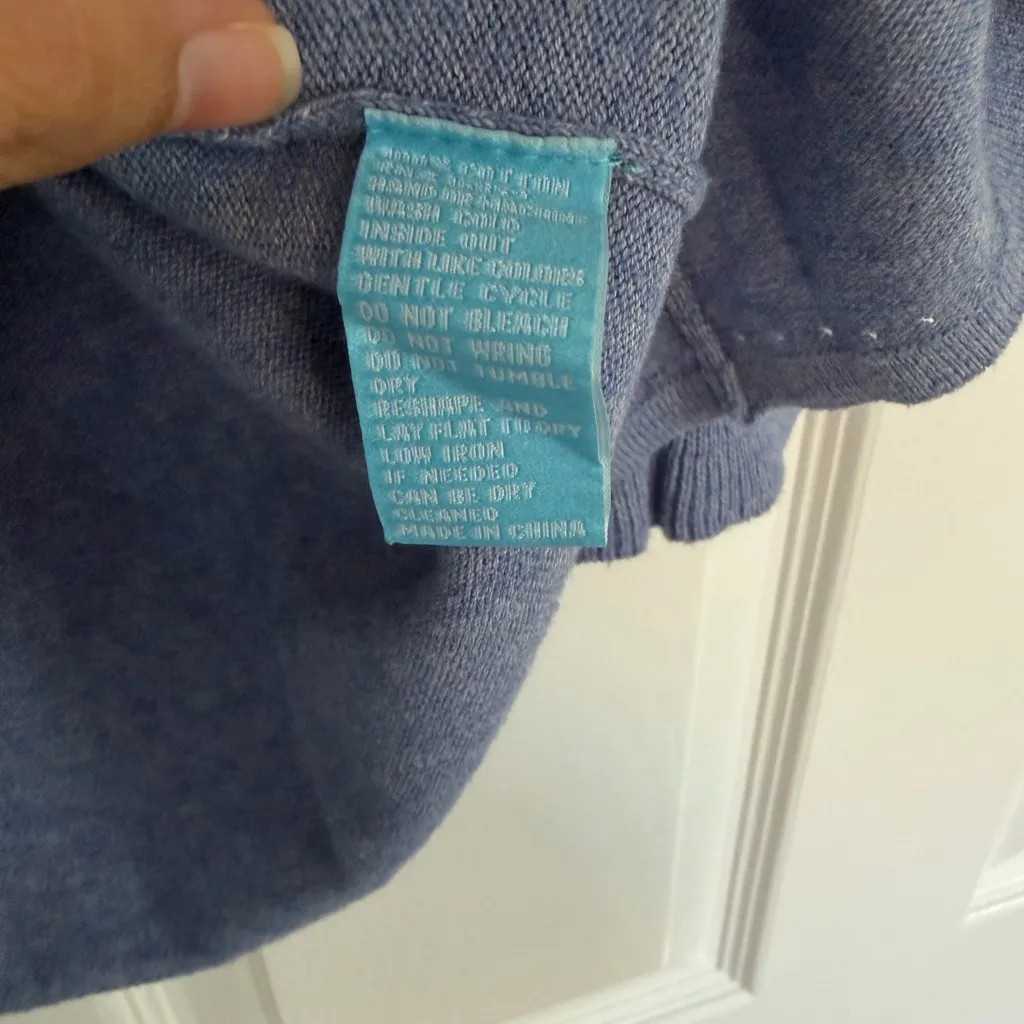 COTTON
HAND OR MACHINE
WASH COLD
INSIDE OUT
WITH LIKE COLORS
GENTLE CYCLE
DO NOT BLEACH
DO NOT WRING
DO NOT TUMBLE
DRY
RESHAPE AND
LAY FLAT TO DRY
LOW IRON
IF NEEDED
CAN BE DRY
CLEANED
MADE IN CHINA